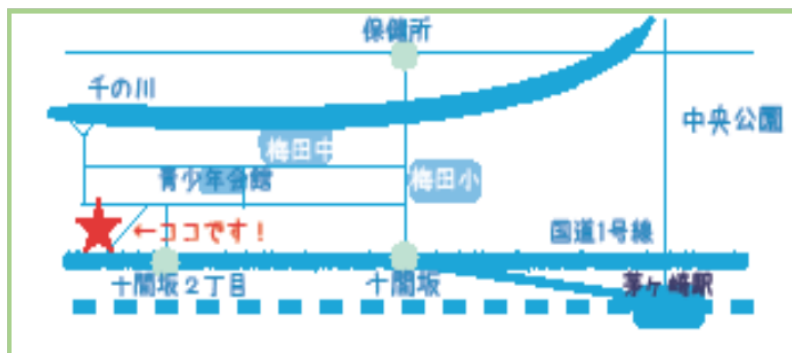 保健所
千の川
中央公園
梅田中
青少年会館
梅田小
←ココです！
国道1号線
十間坂２丁目
十間坂
茅ヶ崎駅